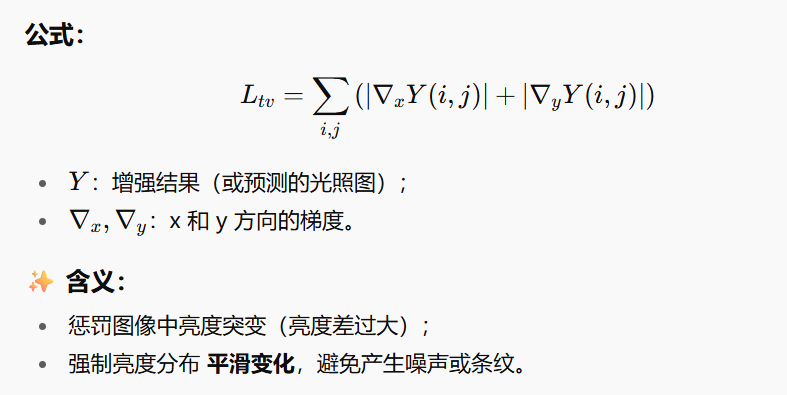 公式：
L_{tv} = \sum_{i,j} (|\nabla_x Y(i,j)| + |\nabla_y Y(i,j)|)
• Y：增强结果（或预测的光照图）；
• \nabla_x, \nabla_y：x 和 y 方向的梯度。
✨ 含义：
• 惩罚图像中亮度突变（亮度差过大）；
• 强制亮度分布 平滑变化，避免产生噪声或条纹。